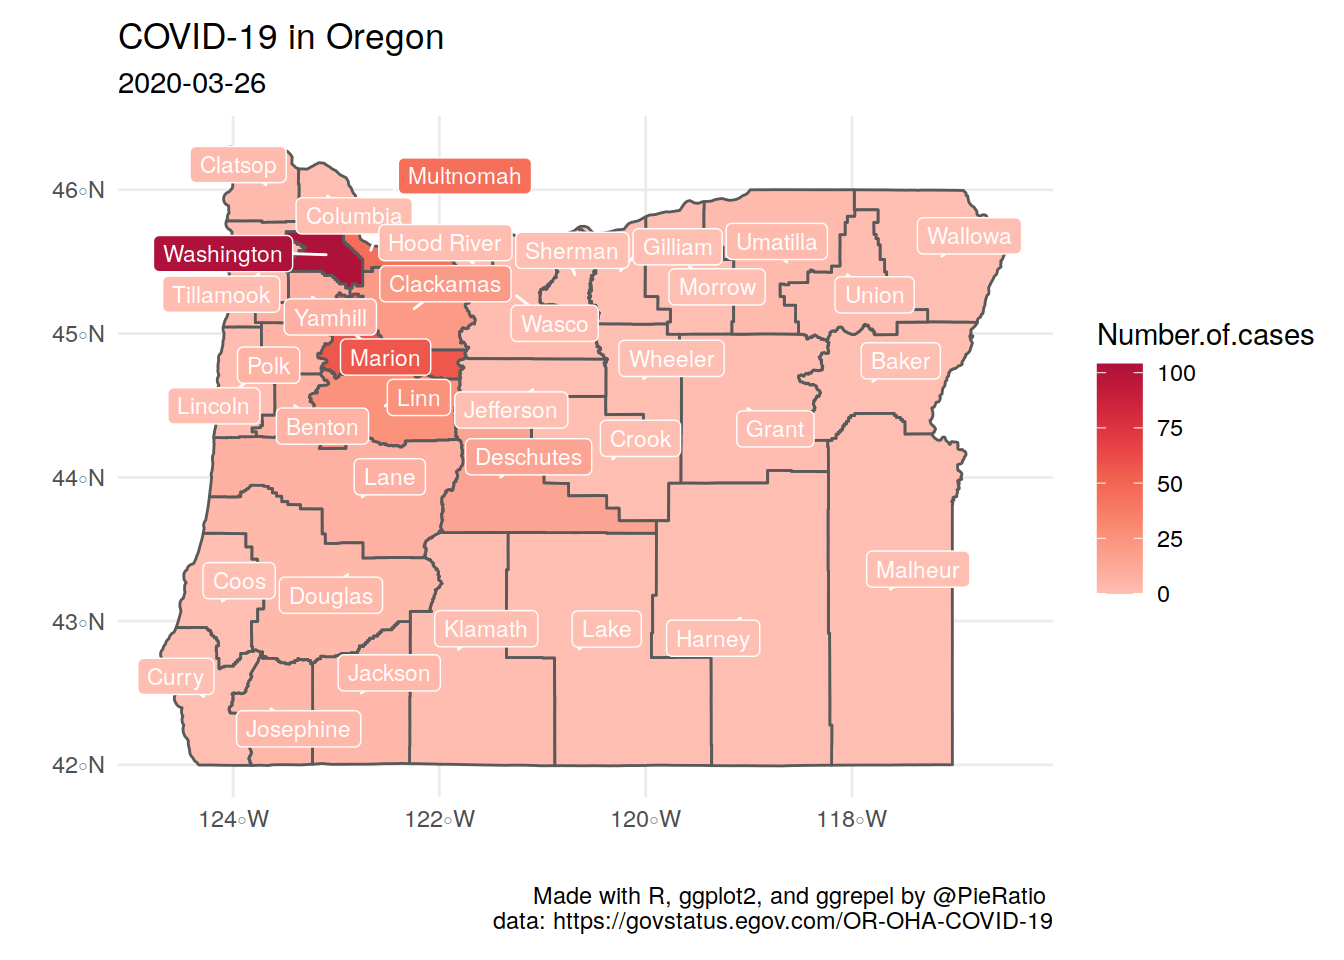 COVID-19 in Oregon
2020-03-26
46°N
45°N
44°N
43°N
42°N
Clatsop
Multnomah
Columbia
Washington
Hood River
Sherman
Gilliam
Umatilla
Wallowa
Tillamook
Clackamas
Morrow
Union
Yamhill
Wasco
Polk
Marion
Wheeler
Baker
Lincoln
Linn
Jefferson
Benton
Crook
Grant
Deschutes
Lane
Coos
Douglas
Malheur
Klamath
Lake
Harney
Curry
Jackson
Josephine
124°W
122°W
120°W
118°W
Number.of.cases
100
75
50
25
0
Made with R, ggplot2, and ggrepel by @PieRatio
data: https://govstatus.egov.com/OR-OHA-COVID-19